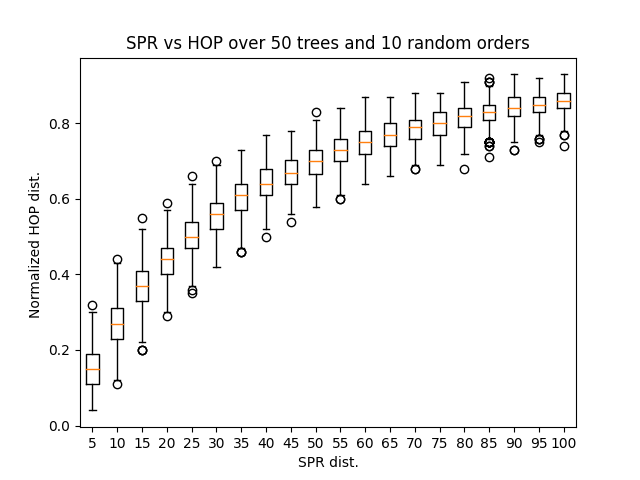 SPR vs HOP over 50 trees and 10 random orders
Normalized HOP dist.
0.8
0.6
0.4
0.2
0.0
5 10 15 20 25 30 35 40 45 50 55 60 65 70 75 80 85 90 95 100
SPR dist.